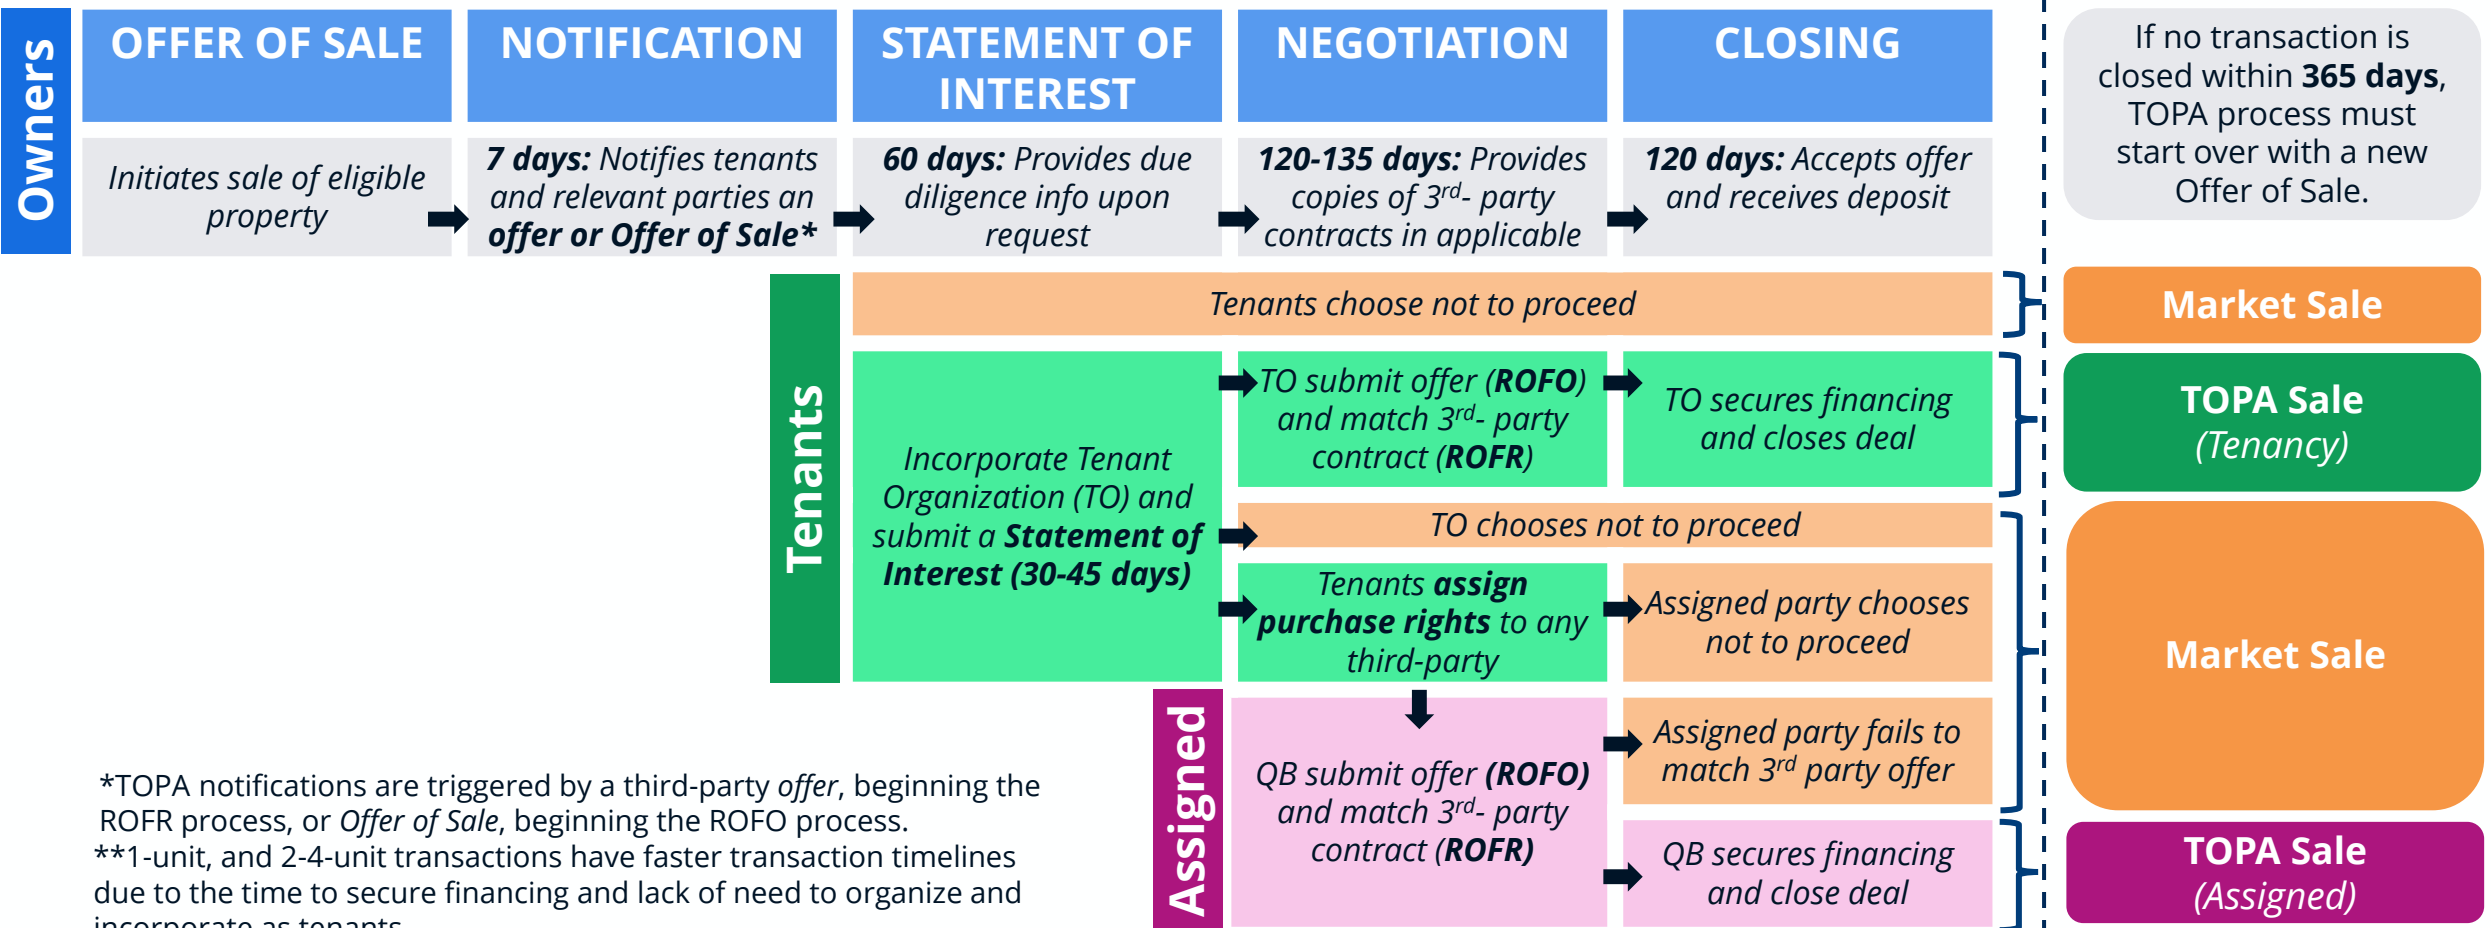 Owners
OFFER OF SALE
NOTIFICATION
STATEMENT OF
INTEREST
NEGOTIATION
CLOSING
Initiates sale of eligible
property
7 days: Notifies tenants
and relevant parties an
offer or Offer of Sale*
60 days: Provides due
diligence info upon
request
120-135 days: Provides
copies of 3rd- party
contracts in applicable
120 days: Accepts offer
and receives deposit
If no transaction is
closed within 365 days,
TOPA process must
start over with a new
Offer of Sale.
Tenants
Tenants choose not to proceed
Market Sale
Incorporate Tenant
Organization (TO) and
submit a Statement of
Interest (30-45 days)
TO submit offer (ROFO)
and match 3rd- party
contract (ROFR)
TO secures financing
and closes deal
TOPA Sale
(Tenancy)
TO chooses not to proceed
Tenants assign
purchase rights to any
third-party
Assigned party chooses
not to proceed
Market Sale
Assigned
QB submit offer (ROFO)
and match 3rd- party
contract (ROFR)
Assigned party fails to
match 3rd party offer
QB secures financing
and close deal
TOPA Sale
(Assigned)
*TOPA notifications are triggered by a third-party offer, beginning the
ROFR process, or Offer of Sale, beginning the ROFO process.
**1-unit, and 2-4-unit transactions have faster transaction timelines
due to the time to secure financing and lack of need to organize and
incorporate as tenants